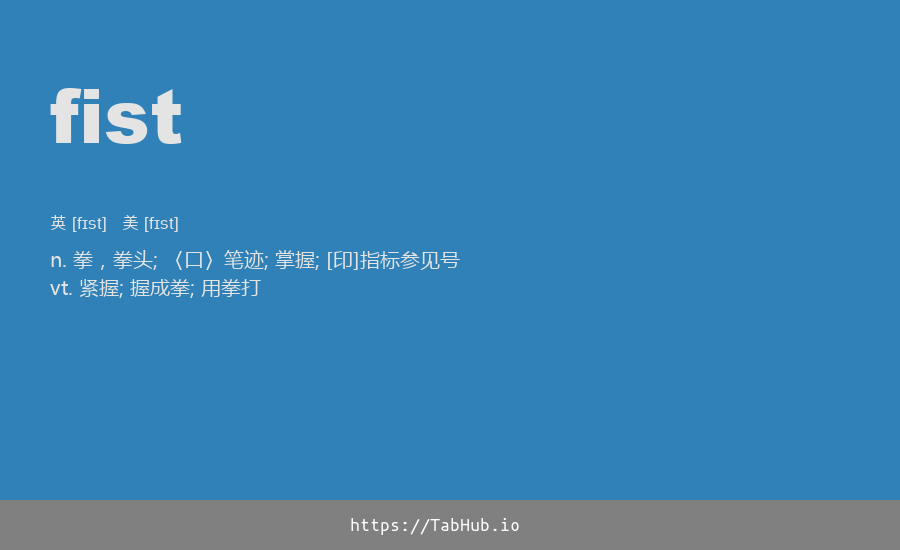 fist
英 [fɪst]   美 [fɪst]
n. 拳，拳头; 〈口〉笔迹; 掌握; [印]指标参见号
vt. 紧握; 握成拳; 用拳打
https://TabHub.io